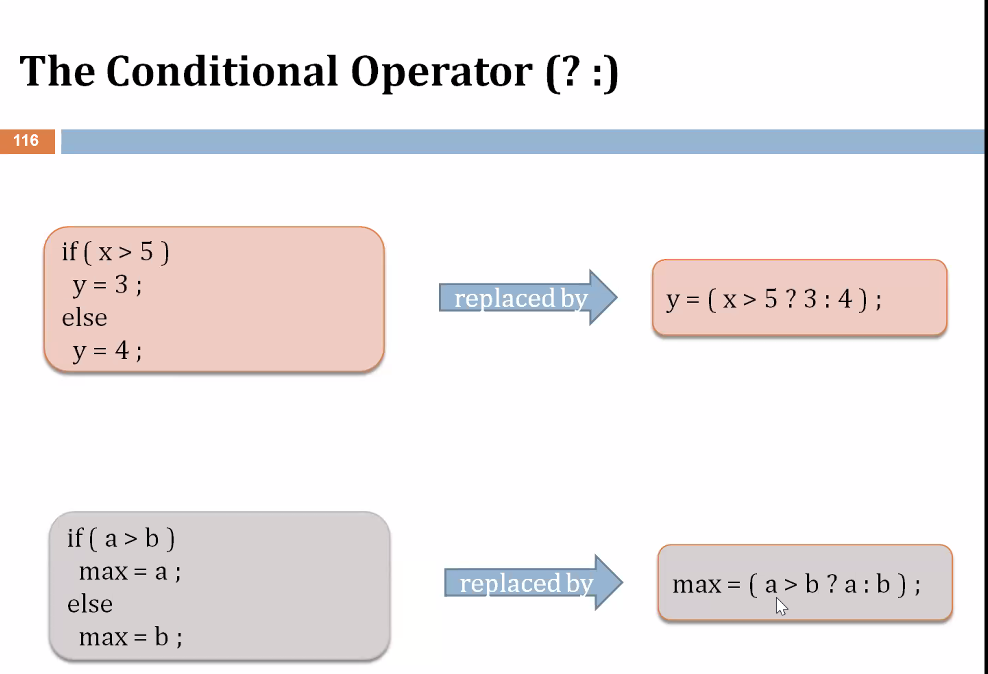 The Conditional Operator (? :)
116
if ( x > 5 )
y = 3 ;
else
y = 4 ;
replaced by
y = ( x > 5 ? 3 : 4 ) ;
if ( a > b )
max = a ;
else
max = b ;
replaced by
max = ( a > b ? a : b ) ;